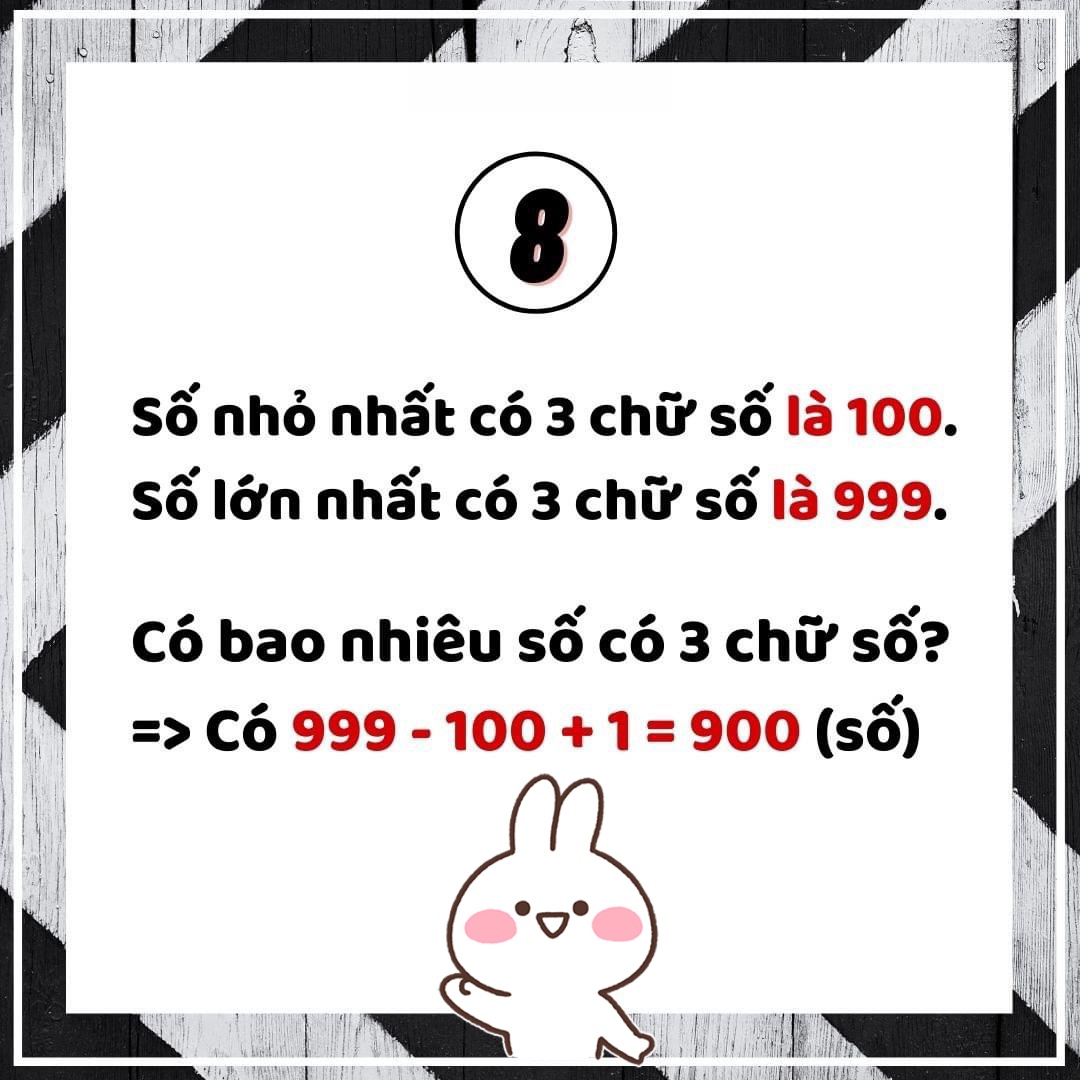 8
Số nhỏ nhất có 3 chữ số là 100.
Số lớn nhất có 3 chữ số là 999.
Có bao nhiêu số có 3 chữ số?
=> Có 999 - 100 + 1 = 900 (số)